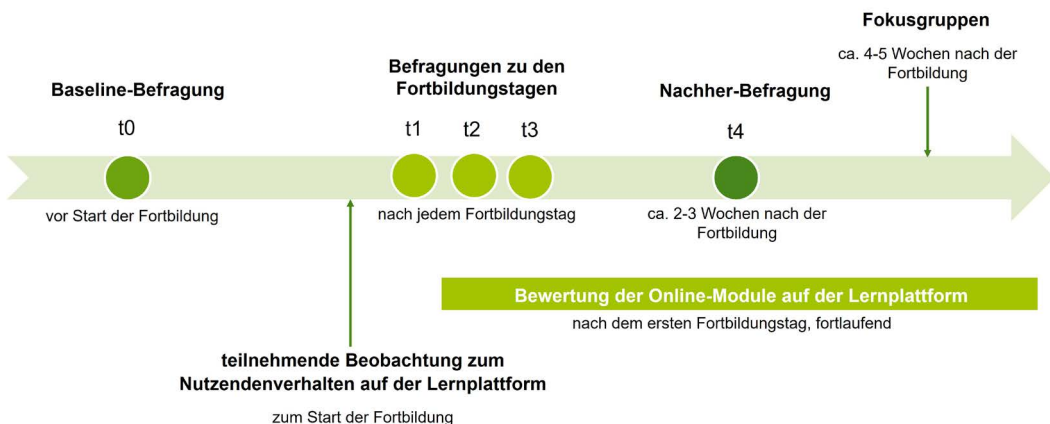 Baseline-Befragung
t0
vor Start der Fortbildung
teilnehmende Beobachtung zum
Nutzendenverhalten auf der Lernplattform
zum Start der Fortbildung
Befragungen zu den
Fortbildungstagen
t1 t2 t3
nach jedem Fortbildungstag
Nachher-Befragung
t4
ca. 2-3 Wochen nach der
Fortbildung
Fokusgruppen
ca. 4-5 Wochen nach der
Fortbildung
Bewertung der Online-Module auf der Lernplattform
nach dem ersten Fortbildungstag, fortlaufend